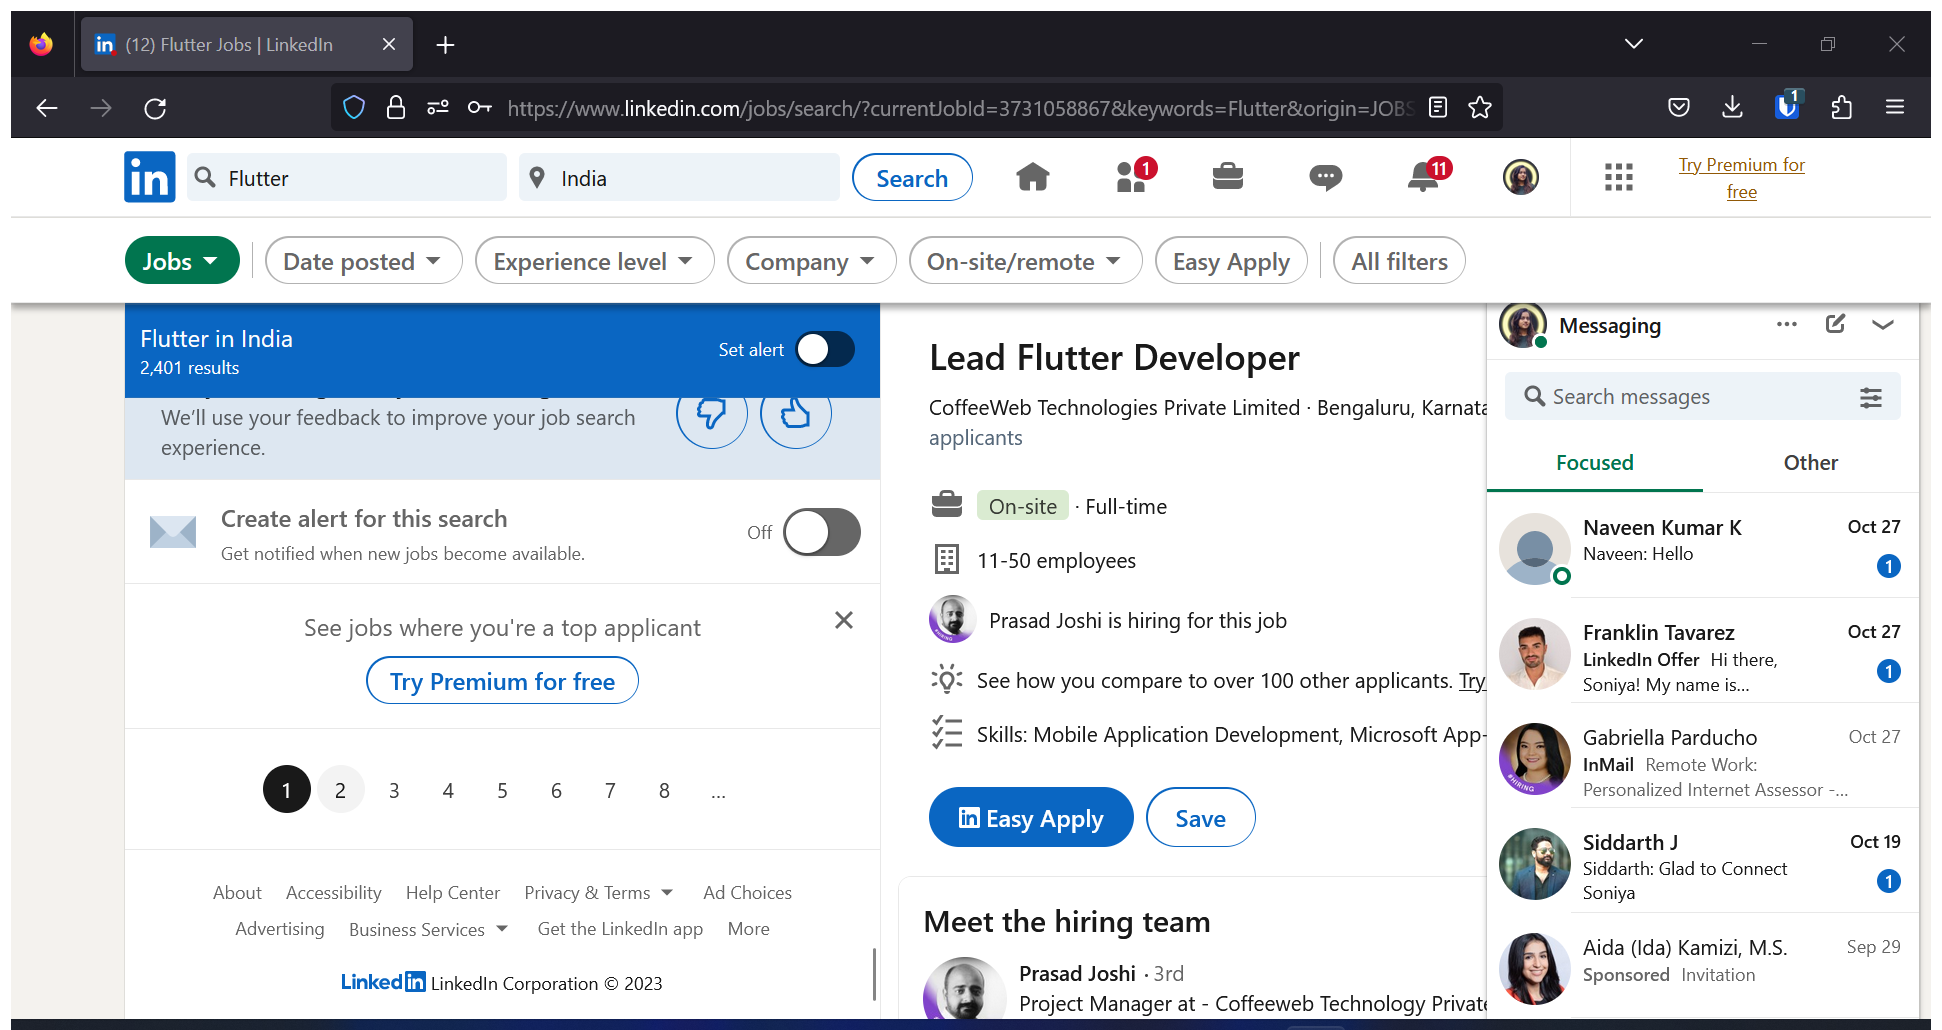 (12) Flutter Jobs | LinkedIn
https://www.linkedin.com/jobs/search/?currentJobId=3731058867&keywords=Flutter&origin=JOBS
1
in
Flutter
India
Search
1
11
Try Premium for
free
Jobs
Date posted
Experience level
Company
On-site/remote
Easy Apply
All filters
Flutter in India
2,401 results
Set alert
We'll use your feedback to improve your job search
experience.
Create alert for this search
Get notified when new jobs become available.
Off
See jobs where you're a top applicant
Try Premium for free
1 2 3 4 5 6 7 8 ...
About Accessibility Help Center Privacy & Terms Ad Choices
Advertising Business Services Get the LinkedIn app More
LinkedIn LinkedIn Corporation © 2023
Lead Flutter Developer
CoffeeWeb Technologies Private Limited · Bengaluru, Karnata
applicants
On-site · Full-time
11-50 employees
Prasad Joshi is hiring for this job
See how you compare to over 100 other applicants. Try
Skills: Mobile Application Development, Microsoft App-
in Easy Apply
Save
Meet the hiring team
Prasad Joshi · 3rd
Project Manager at - Coffeeweb Technology Private
Messaging
Search messages
Focused
Other
Naveen Kumar K Oct 27
Naveen: Hello
1
Franklin Tavarez Oct 27
LinkedIn Offer Hi there,
Soniya! My name is...
1
Gabriella Parducho Oct 27
InMail Remote Work:
Personalized Internet Assessor -...
#HIRING
Siddarth J Oct 19
Siddarth: Glad to Connect
Soniya
1
Aida (Ida) Kamizi, M.S. Sep 29
Sponsored Invitation